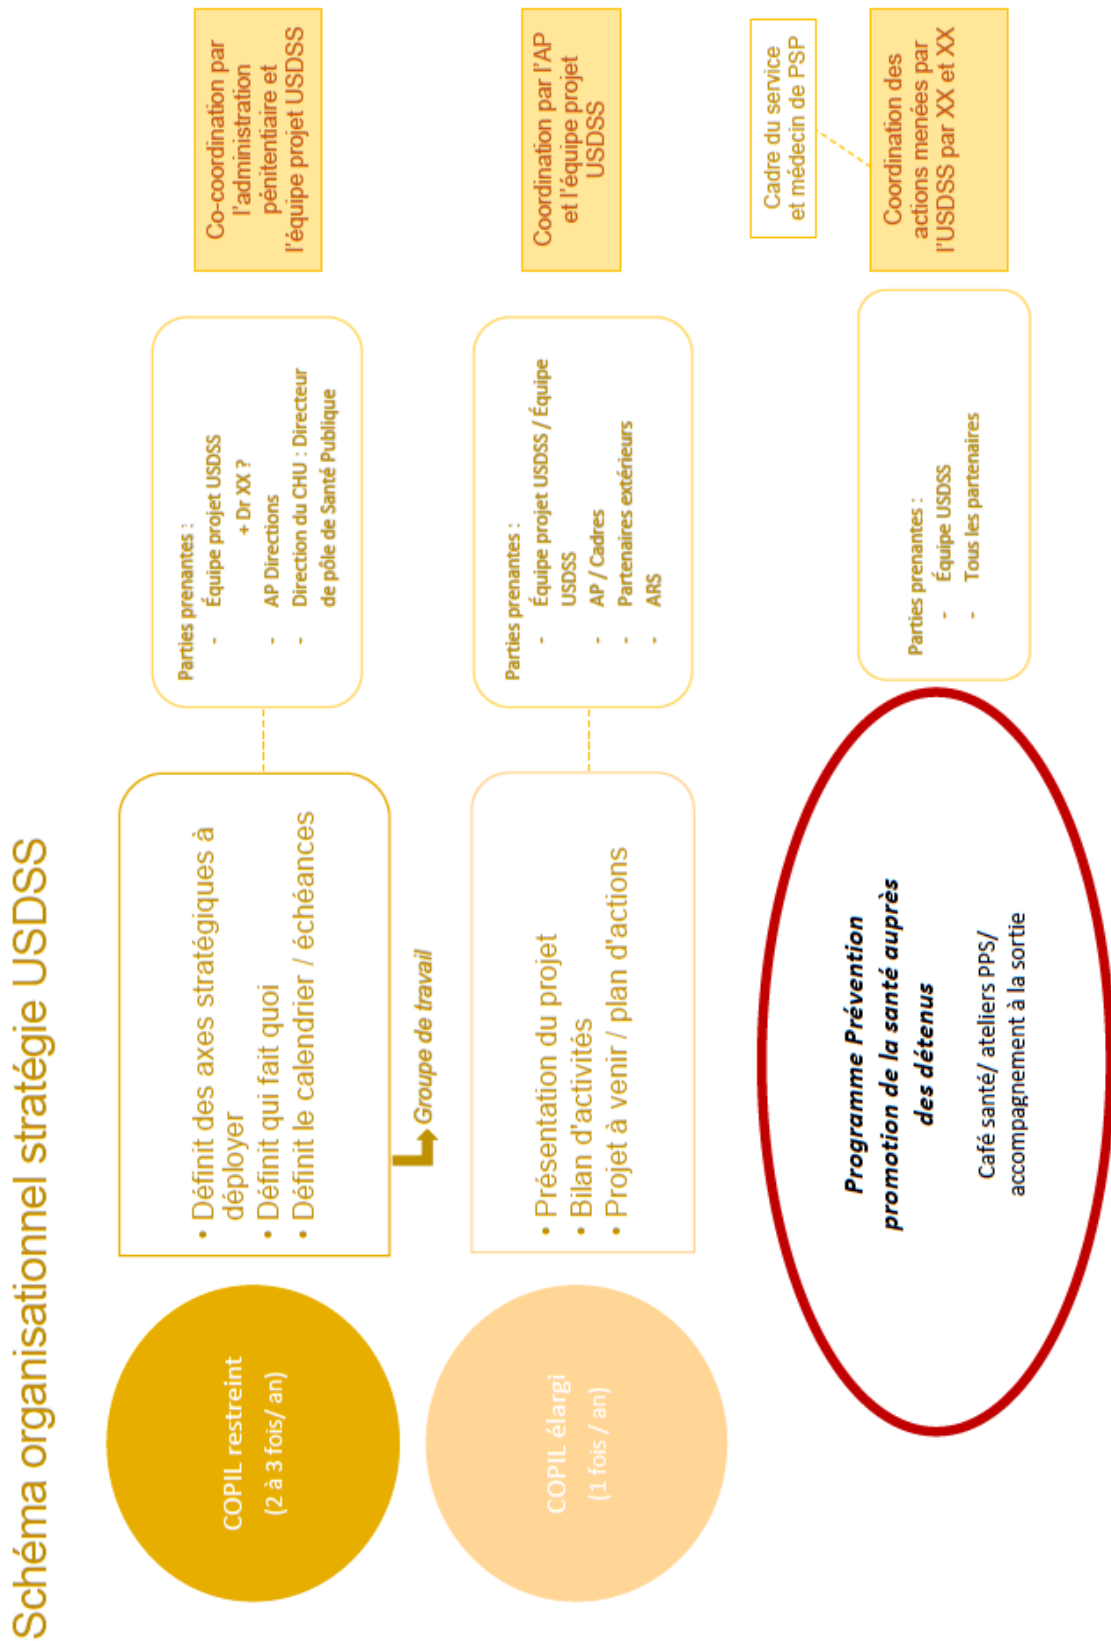 Schéma organisationnel stratégie USDSS
COPIL restreint
(2 à 3 fois/ an)
• Définit des axes stratégiques à
déployer
• Définit qui fait quoi
• Définit le calendrier / échéances
Groupe de travail
Parties prenantes :
- Équipe projet USDSS
+ Dr XX ?
- AP Directions
- Direction du CHU : Directeur
de pôle de Santé Publique
Co-coordination par
l'administration
pénitentiaire et
l'équipe projet USDSS
COPIL élargi
(1 fois / an)
• Présentation du projet
• Bilan d'activités
• Projet à venir / plan d'actions
Parties prenantes :
- Équipe projet USDSS / Équipe
USDSS
- AP / Cadres
- Partenaires extérieurs
- ARS
Coordination par l'AP
et l'équipe projet
USDSS
Programme Prévention
promotion de la santé auprès
des détenus
Café santé/ ateliers PPS/
accompagnement à la sortie
Parties prenantes :
- Équipe USDSS
- Tous les partenaires
Cadre du service
et médecin de PSP
Coordination des
actions menées par
l'USDSS par XX et XX